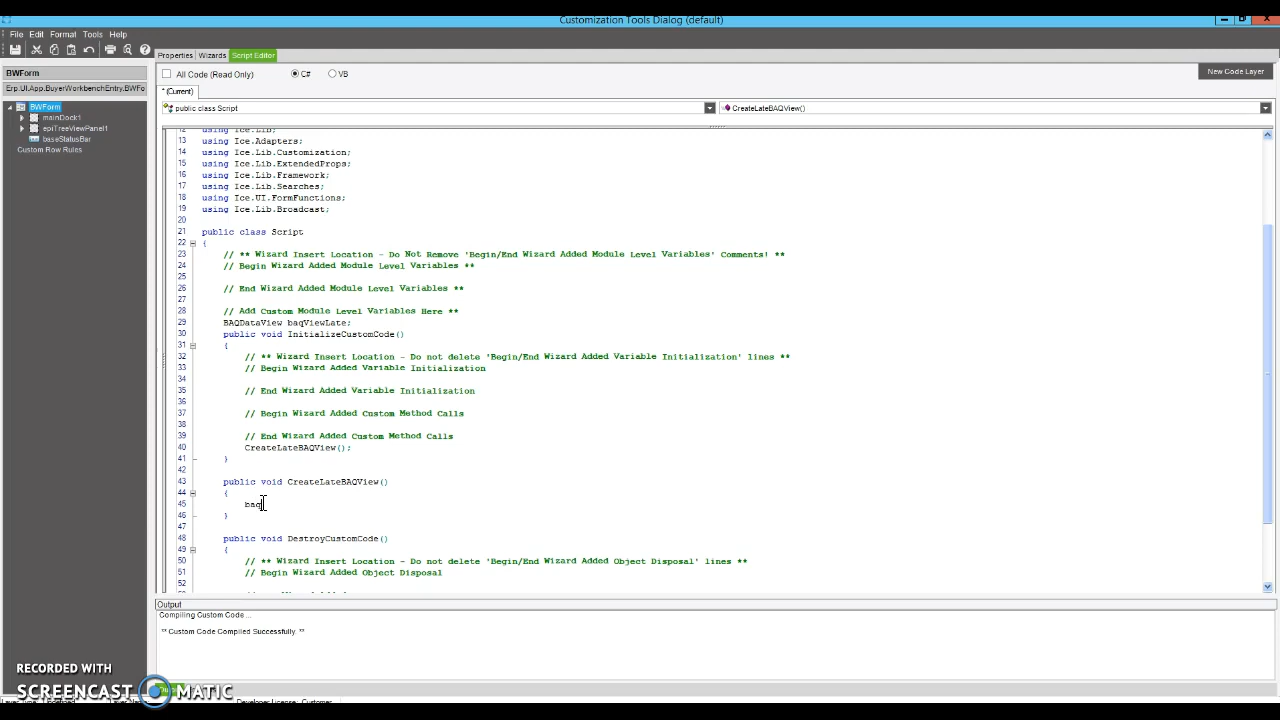 Customization Tools Dialog (default)
File Edit Format Tools Help
Properties Wizards Script Editor
BWForm
All Code (Read Only) C# VB
New Code Layer
Erp.UI.App.BuyerWorkbenchEntry.BWFo
* (Current)
BWForm
mainDock1
epiTreeViewPanel1
baseStatusBar
Custom Row Rules
public class Script CreateLateBAQView()
12 using Ice.Lib;
13 using Ice.Adapters;
14 using Ice.Lib.Customization;
15 using Ice.Lib.ExtendedProps;
16 using Ice.Lib.Framework;
17 using Ice.Lib.Searches;
18 using Ice.UI.FormFunctions;
19 using Ice.Lib.Broadcast;
20
21 public class Script
22 {
23 // ** Wizard Insert Location - Do Not Remove 'Begin/End Wizard Added Module Level Variables' Comments! **
24 // Begin Wizard Added Module Level Variables **
25
26 // End Wizard Added Module Level Variables **
27
28 // Add Custom Module Level Variables Here **
29 BAQDataView baqViewLate;
30 public void InitializeCustomCode()
31 {
32 // ** Wizard Insert Location - Do not delete 'Begin/End Wizard Added Variable Initialization' lines **
33 // Begin Wizard Added Variable Initialization
34
35 // End Wizard Added Variable Initialization
36
37 // Begin Wizard Added Custom Method Calls
38
39 // End Wizard Added Custom Method Calls
40 CreateLateBAQView();
41 }
42
43 public void CreateLateBAQView()
44 {
45 baq
46 }
47
48 public void DestroyCustomCode()
49 {
50 // ** Wizard Insert Location - Do not delete 'Begin/End Wizard Added Object Disposal' lines **
51 // Begin Wizard Added Object Disposal
52
Output
Compiling Custom Code ...
** Custom Code Compiled Successfully. **
RECORDED WITH
SCREENCAST MATIC